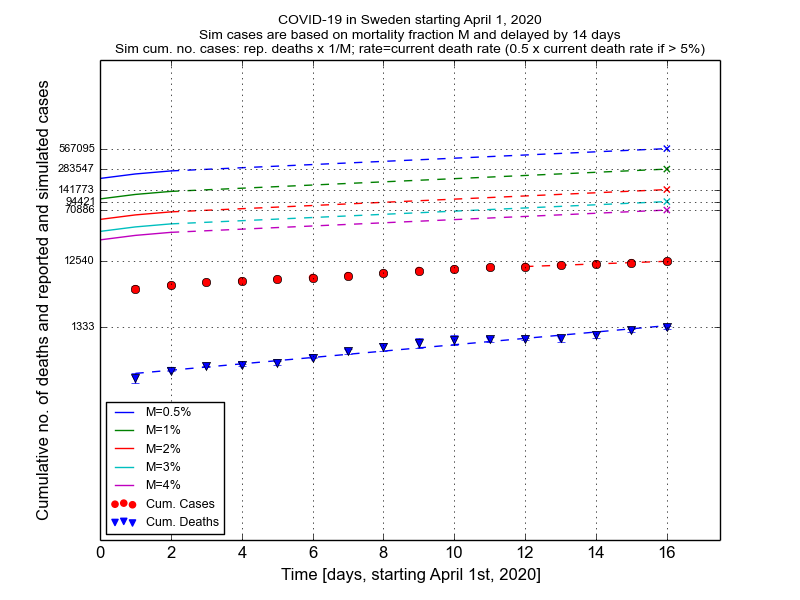 COVID-19 in Sweden starting April 1, 2020
Sim cases are based on mortality fraction M and delayed by 14 days
Sim cum. no. cases: rep. deaths x 1/M; rate=current death rate (0.5 x current death rate if > 5%)
Cumulative no. of deaths and reported and simulated cases
567095
283547
141773
94421
70886
12540
1333
M=0.5%
M=1%
M=2%
M=3%
M=4%
Cum. Cases
Cum. Deaths
0 2 4 6 8 10 12 14 16
Time [days, starting April 1st, 2020]